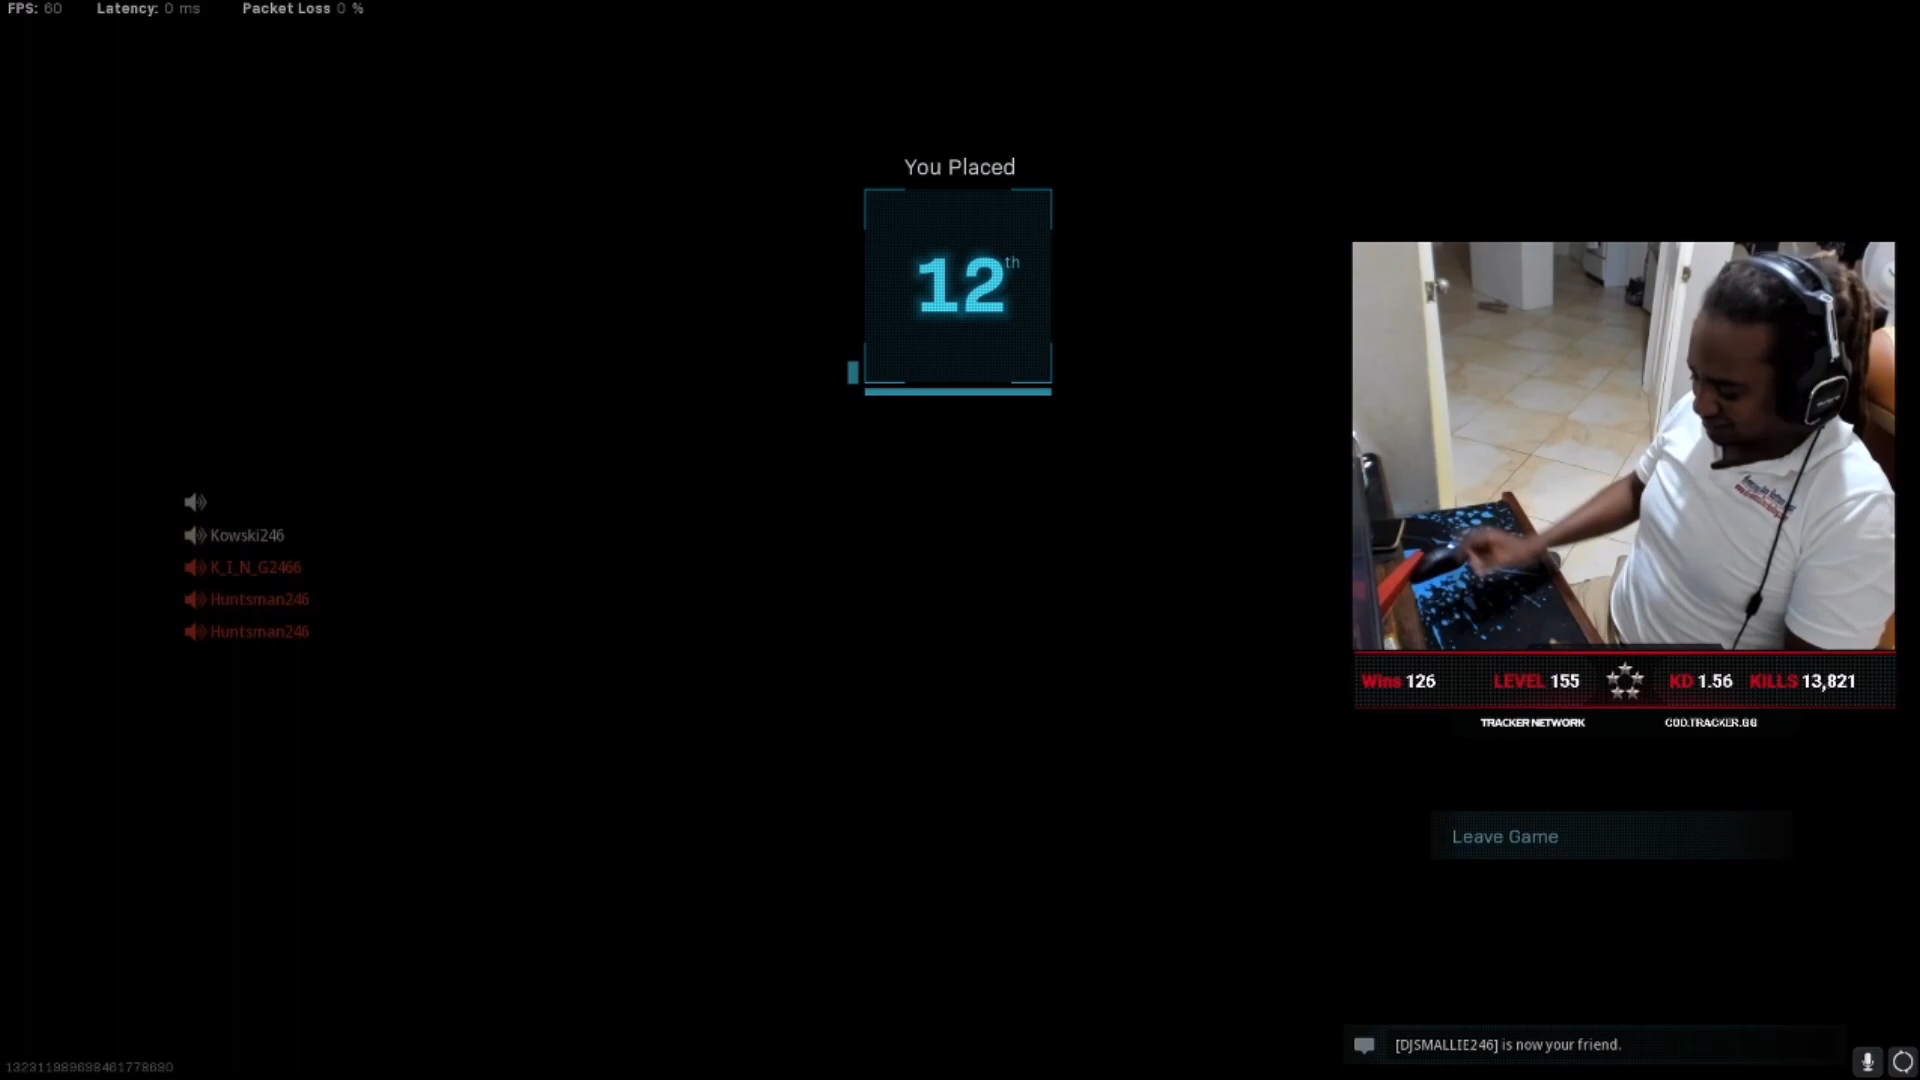 FPS: 60 Latency: 0 ms Packet Loss 0 %
You Placed
12th
Kowski246
K_I_N_G2466
Huntsman246
Huntsman246
Wins 126 LEVEL 155 KD 1.56 KILLS 13,821
TRACKER NETWORK COD.TRACKER.GG
Leave Game
[DJSMALLIE246] is now your friend.